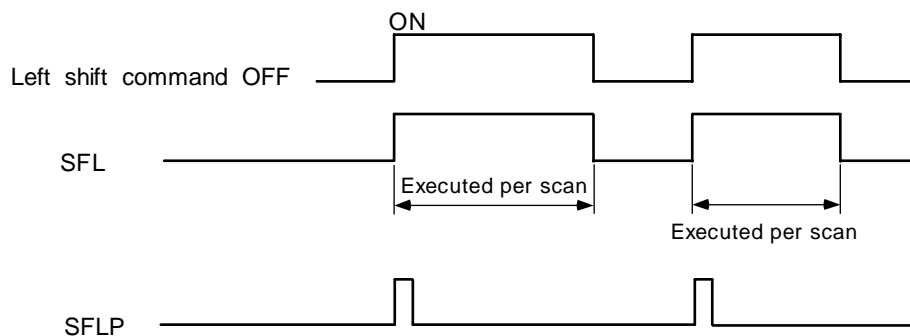 ON
Left shift command OFF
SFL
Executed per scan
Executed per scan
SFLP